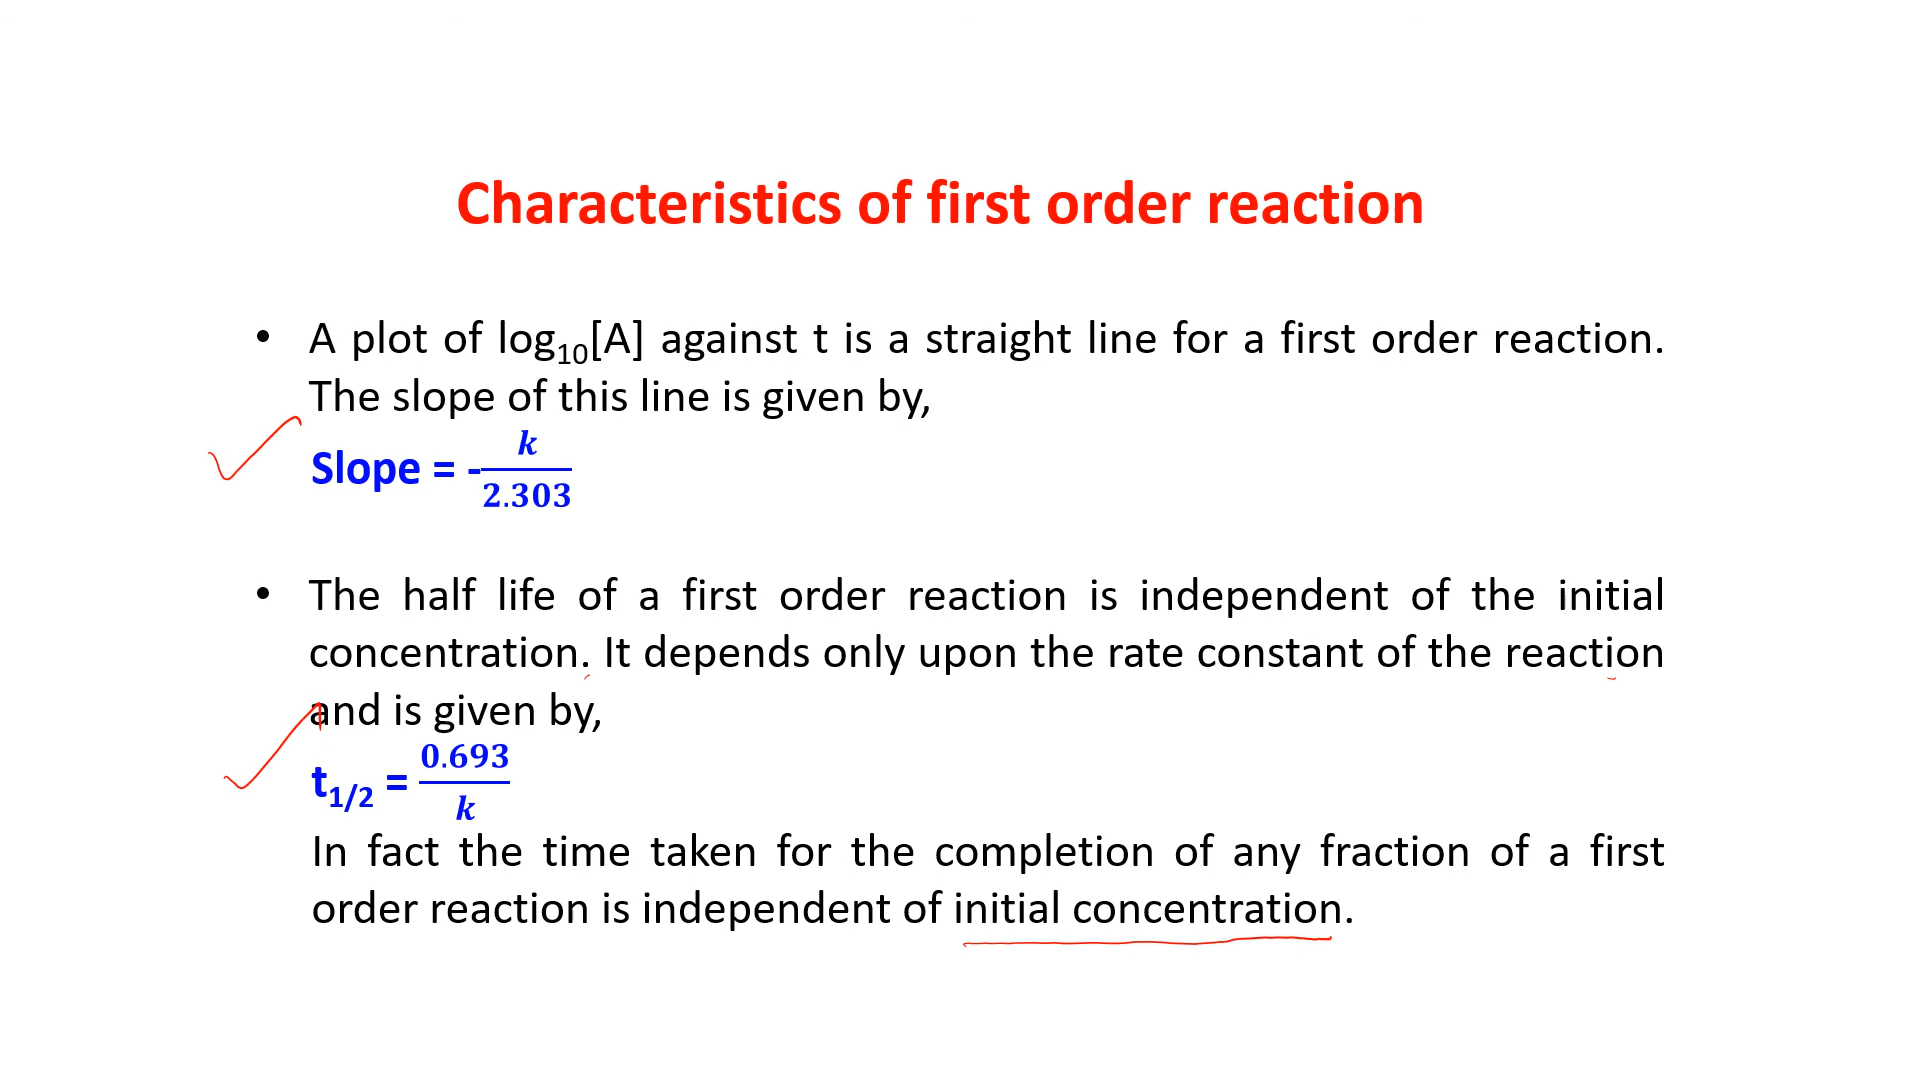 Characteristics of first order reaction
• A plot of log₁₀[A] against t is a straight line for a first order reaction.
The slope of this line is given by,
Slope = -k/2.303
• The half life of a first order reaction is independent of the initial
concentration. It depends only upon the rate constant of the reaction
and is given by,
t₁/₂ = 0.693/k
In fact the time taken for the completion of any fraction of a first
order reaction is independent of initial concentration.